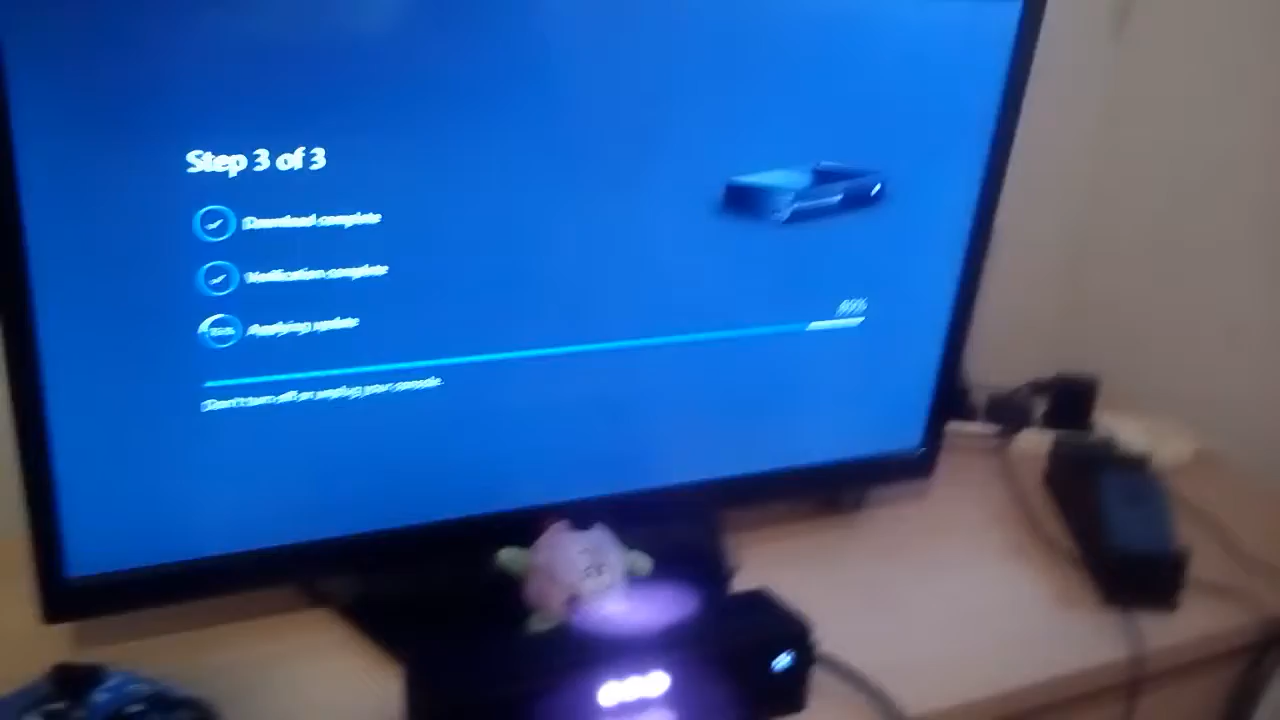 Step 3 of 3
Download complete
Verification complete
Applying update
Don't turn off or unplug your console.